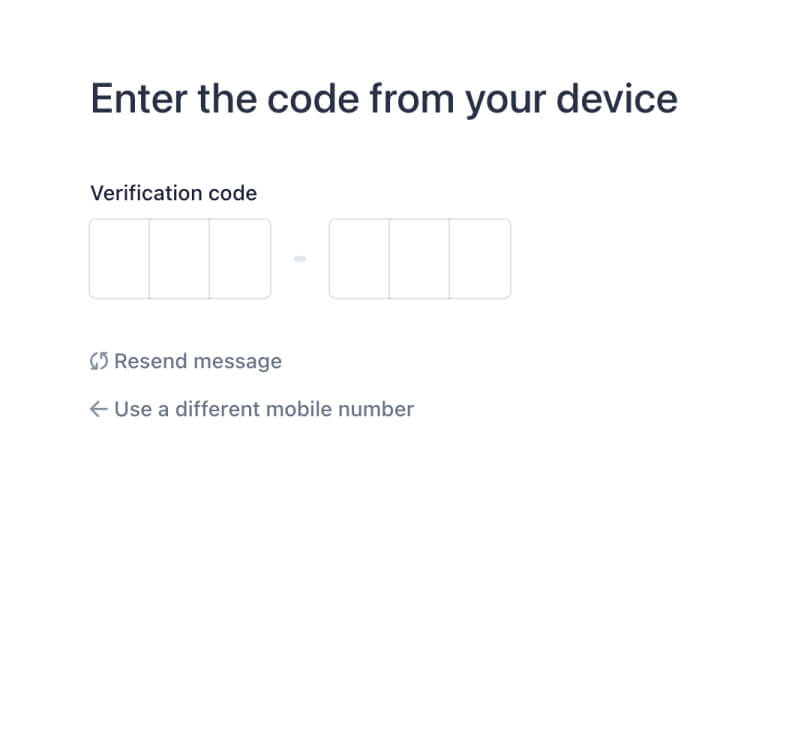 Enter the code from your device
Verification code
-
Resend message
Use a different mobile number